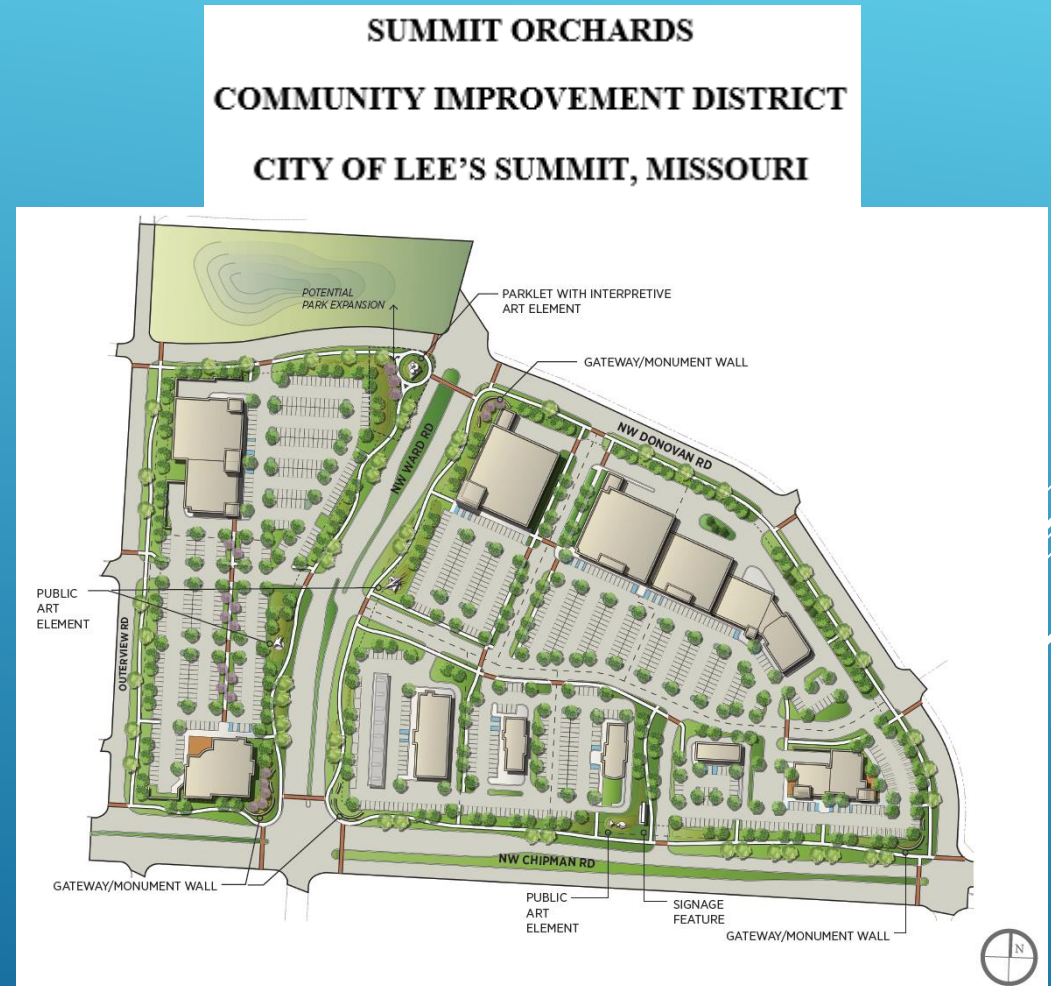 SUMMIT ORCHARDS
COMMUNITY IMPROVEMENT DISTRICT
CITY OF LEE'S SUMMIT, MISSOURI
POTENTIAL
PARK EXPANSION
PARKLET WITH INTERPRETIVE
ART ELEMENT
GATEWAY/MONUMENT WALL
NW DONOVAN RD
NW WARD RD
PUBLIC
ART
ELEMENT
OUTERVIEW RD
NW CHIPMAN RD
GATEWAY/MONUMENT WALL
PUBLIC
ART
ELEMENT
SIGNAGE
FEATURE
GATEWAY/MONUMENT WALL
N